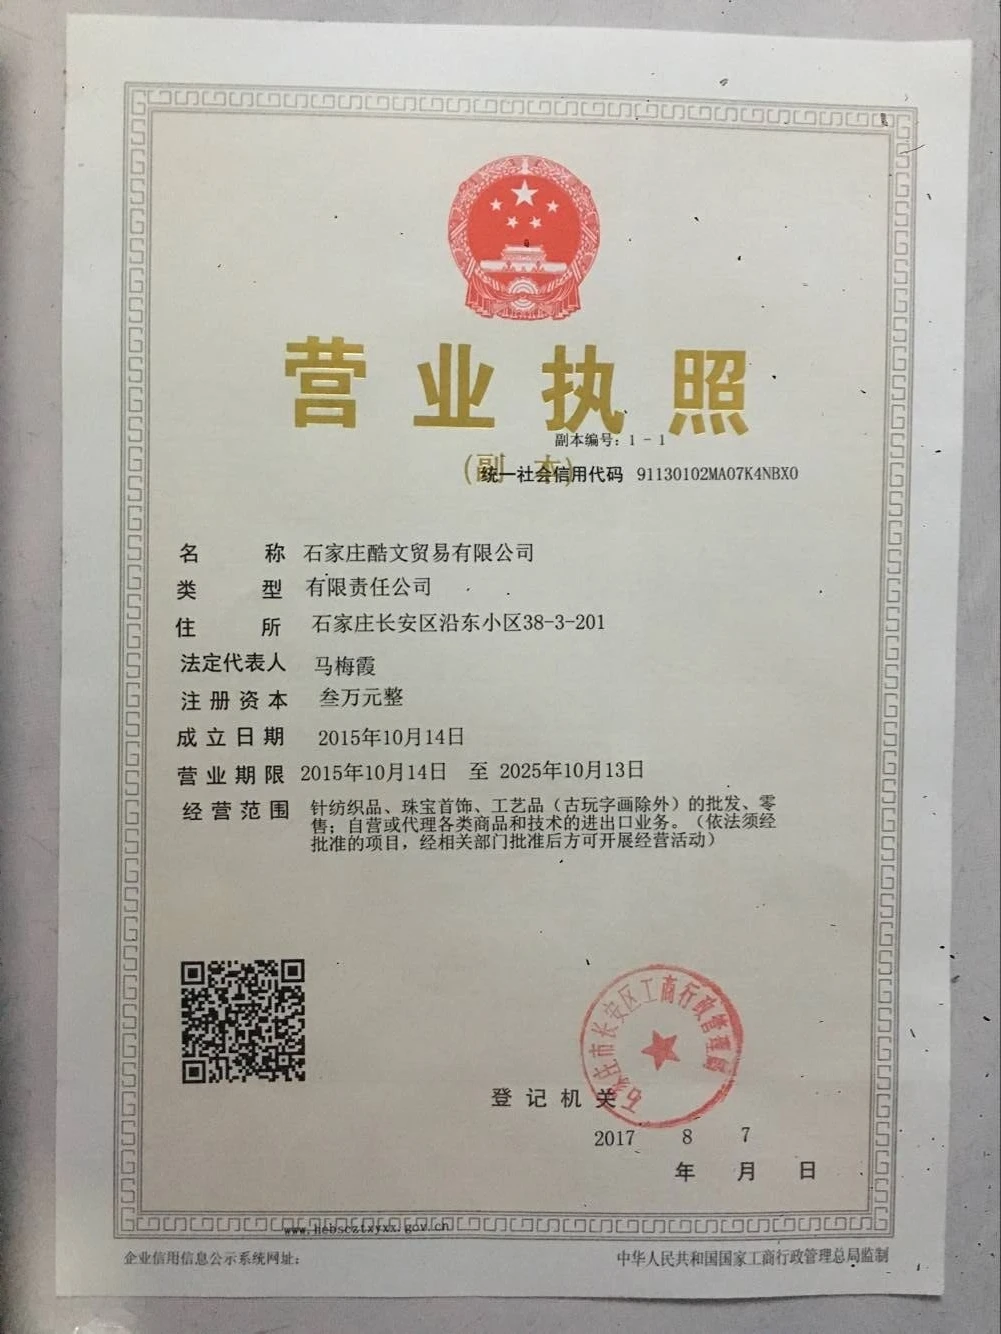 营业执照
副本编号：1-1
(副 本)
统一社会信用代码 91130102MA07K4NBX0
名称 石家庄酷文贸易有限公司
类型 有限责任公司
住所 石家庄长安区沿东小区38-3-201
法定代表人 马梅霞
注册资本 叁万元整
成立日期 2015年10月14日
营业期限 2015年10月14日 至 2025年10月13日
经营范围 针纺织品、珠宝首饰、工艺品（古玩字画除外）的批发、零
售；自营或代理各类商品和技术的进出口业务。（依法须经
批准的项目，经相关部门批准后方可开展经营活动）
石家庄市长安区工商行政管理局
登记机关
2017 8 7
年 月 日
www.hebscztxyxx.gov.cn
企业信用信息公示系统网址：
中华人民共和国国家工商行政管理总局监制